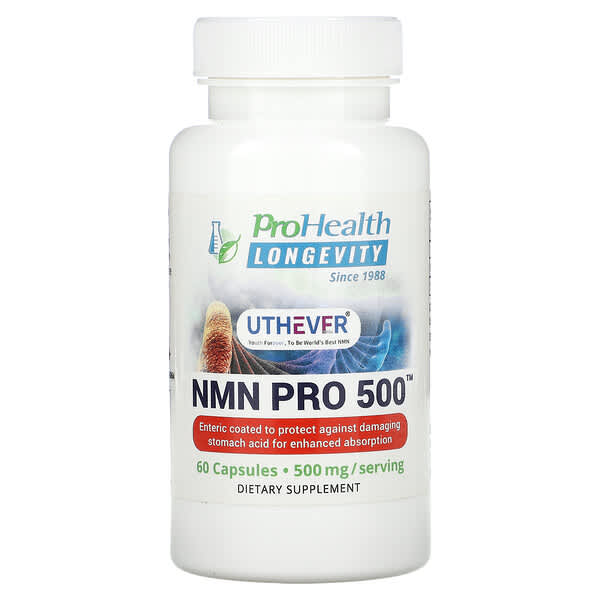 ProHealth
LONGEVITY
Since 1988
UTHEVER®
Youth Forever, To Be World's Best NMN
NMN PRO 500™
Enteric coated to protect against damaging
stomach acid for enhanced absorption
60 Capsules • 500 mg/serving
DIETARY SUPPLEMENT